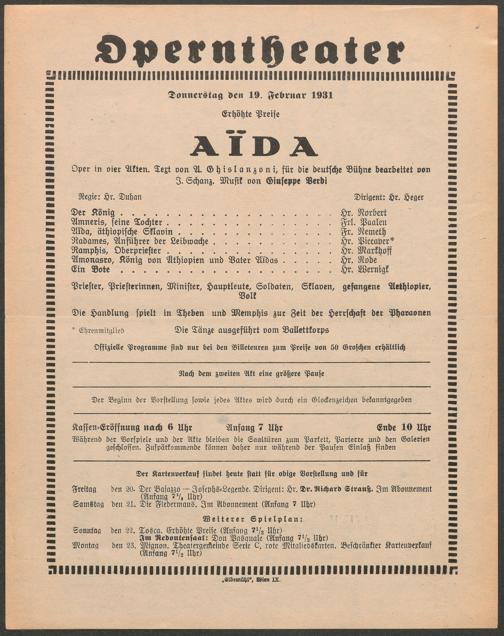 Operntheater
Donnerstag den 19. Februar 1931
Erhöhte Preise
AÏDA
Oper in vier Akten. Text von A. Ghislanzoni, für die deutsche Bühne bearbeitet von
J. Schanz. Musik von Giuseppe Verdi
Regie: Hr. Duhan Dirigent: Hr. Heger
Der König . . . . . . . . . . . . . . . Hr. Norbert
Amneris, seine Tochter . . . . . . . . . . . . Frl. Paalen
Aïda, äthiopische Sklavin . . . . . . . . . . . Fr. Nemeth
Radames, Anführer der Leibwache . . . . . . . . . Hr. Piccaver*
Ramphis, Oberpriester . . . . . . . . . . . . Hr. Markhoff
Amonasro, König von Äthiopien und Vater Aïdas . . . . . Hr. Rode
Ein Bote . . . . . . . . . . . . . . . Hr. Wernigk
Priester, Priesterinnen, Minister, Hauptleute, Soldaten, Sklaven, gefangene Aethiopier,
Volk
Die Handlung spielt in Theben und Memphis zur Zeit der Herrschaft der Pharaonen
* Ehrenmitglied Die Tänze ausgeführt vom Ballettkorps
Offizielle Programme sind nur bei den Billeteuren zum Preise von 50 Groschen erhältlich
Nach dem zweiten Akt eine größere Pause
Der Beginn der Vorstellung sowie jedes Aktes wird durch ein Glockenzeichen bekanntgegeben
Kassen-Eröffnung nach 6 Uhr Anfang 7 Uhr Ende 10 Uhr
Während der Vorspiele und der Akte bleiben die Saaltüren zum Parkett, Parterre und den Galerien
geschlossen. Zuspätkommende können daher nur während der Pausen Einlaß finden
Der Kartenverkauf findet heute statt für obige Vorstellung und für
Freitag den 20. Der Bajazzo — Josephs-Legende. Dirigent: Hr. Dr. Richard Strauß. Im Abonnement
(Anfang 7½ Uhr)
Samstag den 21. Die Fledermaus. Im Abonnement (Anfang 7 Uhr)
Weiterer Spielplan:
Sonntag den 22. Tosca. Erhöhte Preise (Anfang 7½ Uhr)
Im Redoutensaal: Don Pasquale (Anfang 7½ Uhr)
Montag den 23. Mignon. Theatergemeinde Serie C, rote Mitgliedskarten. Beschränkter Kartenverkauf
(Anfang 7½ Uhr)
„Elbemühl“, Wien IX.